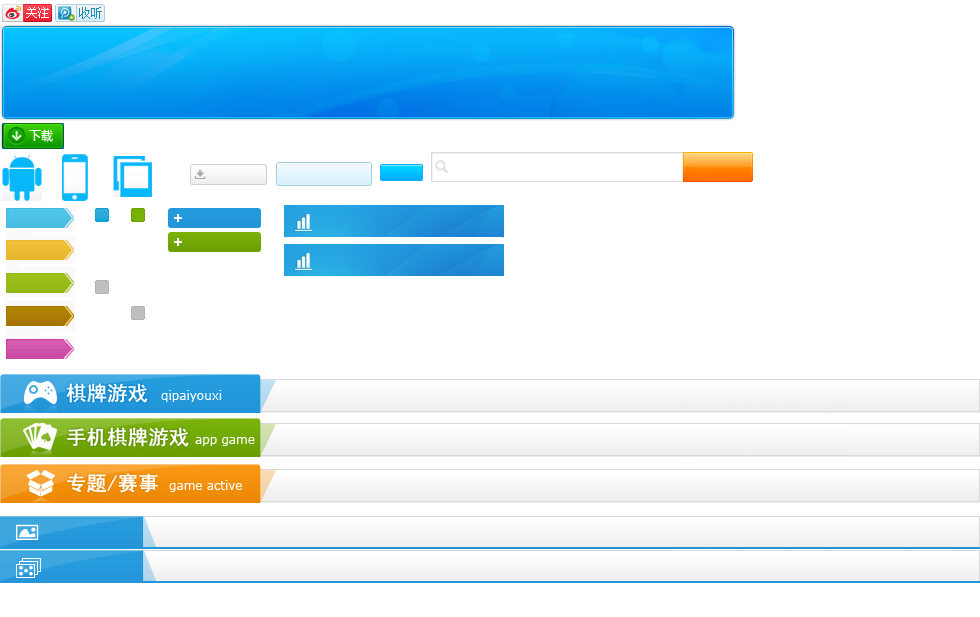 关注 收听
下载
棋牌游戏 qipaiyouxi
手机棋牌游戏 app game
专题/赛事 game active